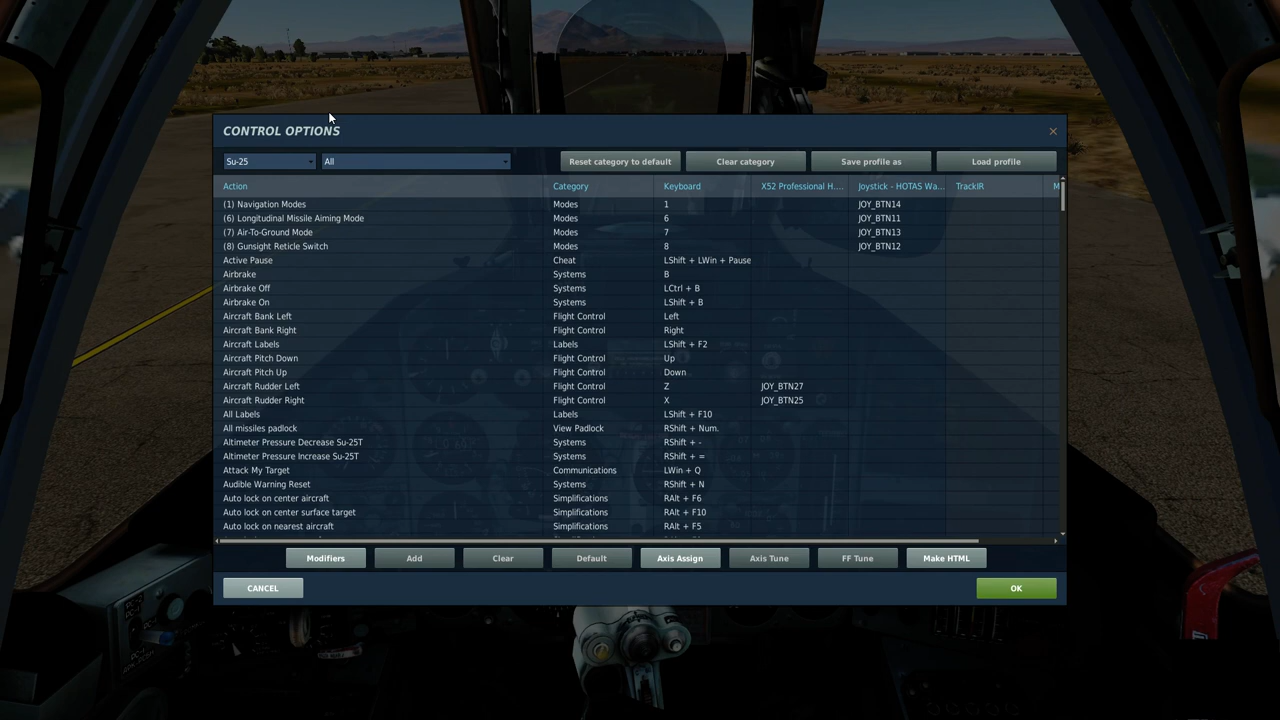 CONTROL OPTIONS
Su-25 All Reset category to default Clear category Save profile as Load profile
Action Category Keyboard X52 Professional H... Joystick - HOTAS Wa... TrackIR M
(1) Navigation Modes Modes 1 JOY_BTN14
(6) Longitudinal Missile Aiming Mode Modes 6 JOY_BTN11
(7) Air-To-Ground Mode Modes 7 JOY_BTN13
(8) Gunsight Reticle Switch Modes 8 JOY_BTN12
Active Pause Cheat LShift + LWin + Pause
Airbrake Systems B
Airbrake Off Systems LCtrl + B
Airbrake On Systems LShift + B
Aircraft Bank Left Flight Control Left
Aircraft Bank Right Flight Control Right
Aircraft Labels Labels LShift + F2
Aircraft Pitch Down Flight Control Up
Aircraft Pitch Up Flight Control Down
Aircraft Rudder Left Flight Control Z JOY_BTN27
Aircraft Rudder Right Flight Control X JOY_BTN25
All Labels Labels LShift + F10
All missiles padlock View Padlock RShift + Num.
Altimeter Pressure Decrease Su-25T Systems RShift + -
Altimeter Pressure Increase Su-25T Systems RShift + =
Attack My Target Communications LWin + Q
Audible Warning Reset Systems RShift + N
Auto lock on center aircraft Simplifications RAlt + F6
Auto lock on center surface target Simplifications RAlt + F10
Auto lock on nearest aircraft Simplifications RAlt + F5
Modifiers Add Clear Default Axis Assign Axis Tune FF Tune Make HTML
CANCEL OK